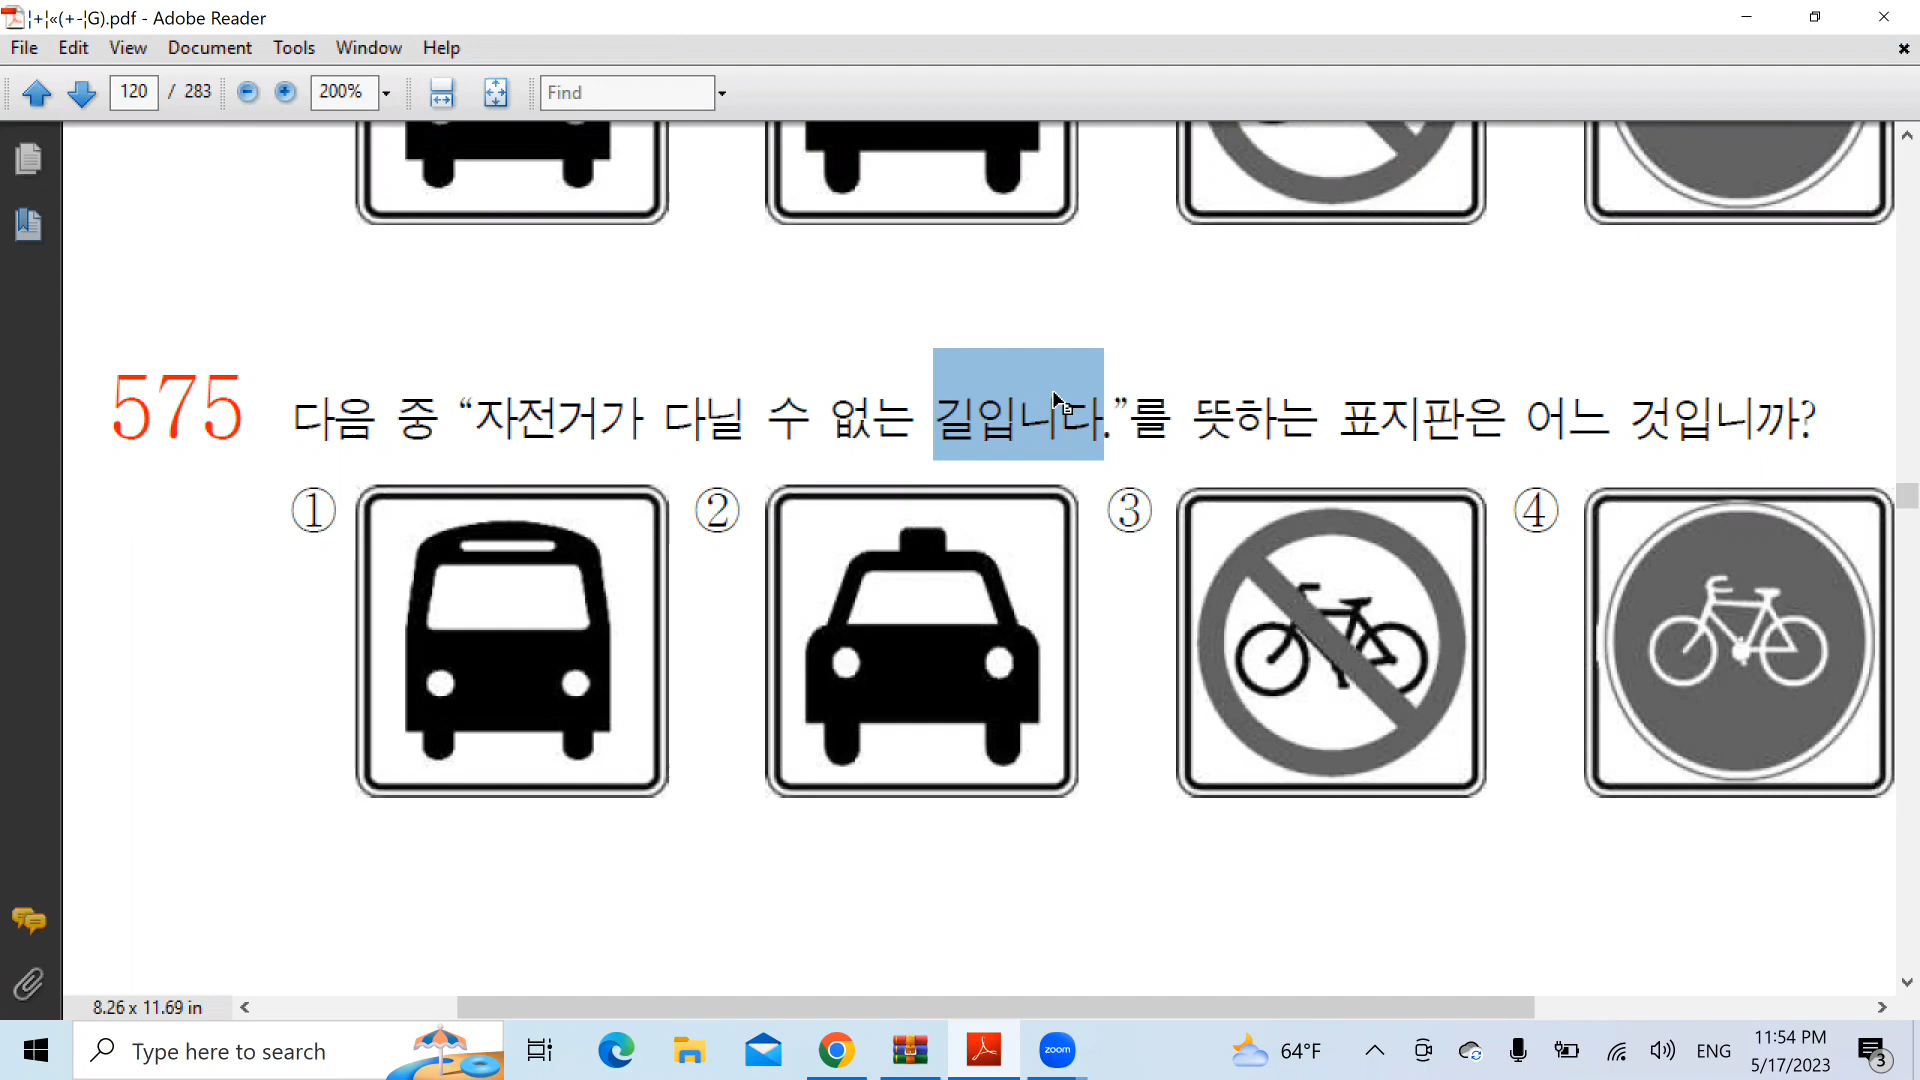 ¦+¦«(+-¦G).pdf - Adobe Reader
File Edit View Document Tools Window Help
120 / 283 200% Find
575 다음 중 “자전거가 다닐 수 없는 길입니다.”를 뜻하는 표지판은 어느 것입니까?
① ② ③ ④
8.26 x 11.69 in
Type here to search zoom 64°F ENG 11:54 PM
5/17/2023 3